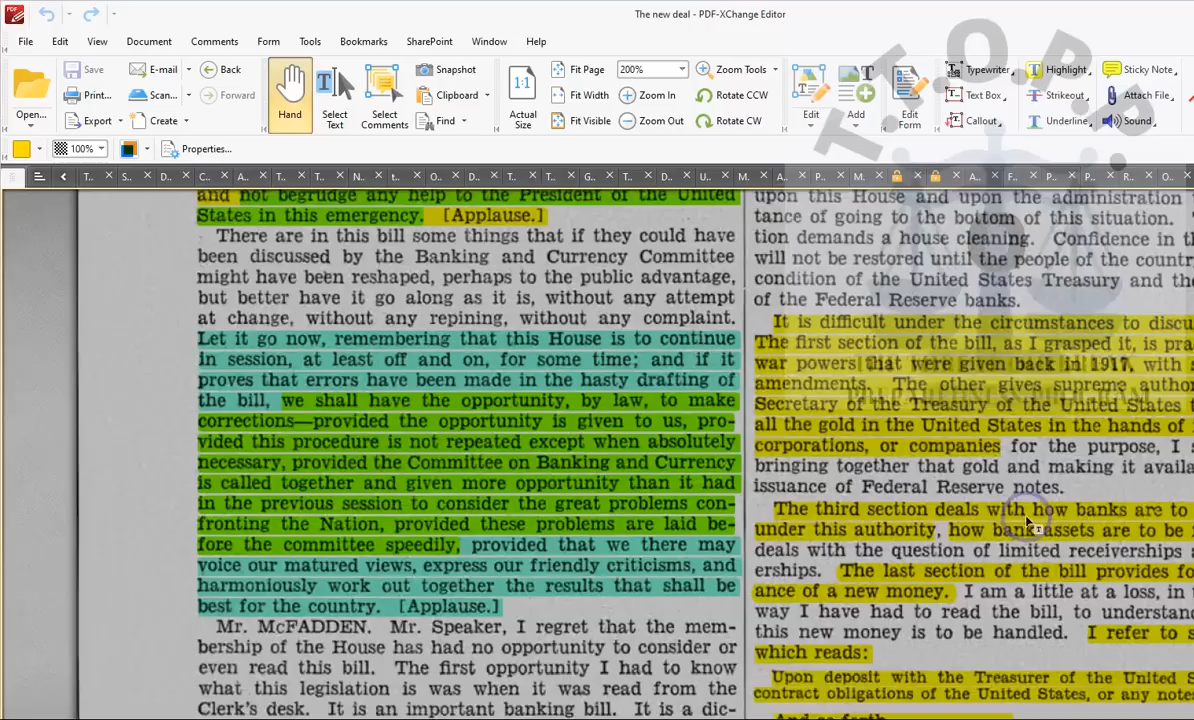 The new deal - PDF-XChange Editor
File Edit View Document Comments Form Tools Bookmarks SharePoint Window Help
Open...
Save
Print...
Export
E-mail
Scan...
Create
Back
Forward
Hand
Select Text
Select Comments
Snapshot
Clipboard
Find
Actual Size
Fit Page
Fit Width
Fit Visible
200%
Zoom In
Zoom Out
Zoom Tools
Rotate CCW
Rotate CW
Edit
Add
Edit Form
Typewriter
Text Box
Callout
Highlight
Strikeout
Underline
Sticky Note
Attach File
Sound
T.T.O.P.R
100%
Properties...
and not begrudge any help to the President of the United
States in this emergency. [Applause.]
There are in this bill some things that if they could have
been discussed by the Banking and Currency Committee
might have been reshaped, perhaps to the public advantage,
but better have it go along as it is, without any attempt
at change, without any repining, without any complaint.
Let it go now, remembering that this House is to continue
in session, at least off and on, for some time; and if it
proves that errors have been made in the hasty drafting of
the bill, we shall have the opportunity, by law, to make
corrections—provided the opportunity is given to us, pro-
vided this procedure is not repeated except when absolutely
necessary, provided the Committee on Banking and Currency
is called together and given more opportunity than it had
in the previous session to consider the great problems con-
fronting the Nation, provided these problems are laid be-
fore the committee speedily, provided that we there may
voice our matured views, express our friendly criticisms, and
harmoniously work out together the results that shall be
best for the country. [Applause.]
Mr. McFADDEN. Mr. Speaker, I regret that the mem-
bership of the House has had no opportunity to consider or
even read this bill. The first opportunity I had to know
what this legislation is was when it was read from the
Clerk's desk. It is an important banking bill. It is a dic-
upon this House and upon the administration
tance of going to the bottom of this situation.
tion demands a house cleaning. Confidence in
will not be restored until the people of the
condition of the United States Treasury and the
of the Federal Reserve banks.
It is difficult under the circumstances to
The first section of the bill, as I grasped it, is
war powers that were given back in 1917, with
amendments. The other gives supreme
Secretary of the Treasury of the United States
all the gold in the United States in the hands of
corporations, or companies for the purpose, I
bringing together that gold and making it
issuance of Federal Reserve notes.
The third section deals with how banks are to
under this authority, how bank assets are to be
deals with the question of limited receiverships
erships. The last section of the bill provides
ance of a new money. I am a little at a loss, in
way I have had to read the bill, to
this new money is to be handled. I refer to
which reads:
Upon deposit with the Treasurer of the United
contract obligations of the United States, or any
And so forth